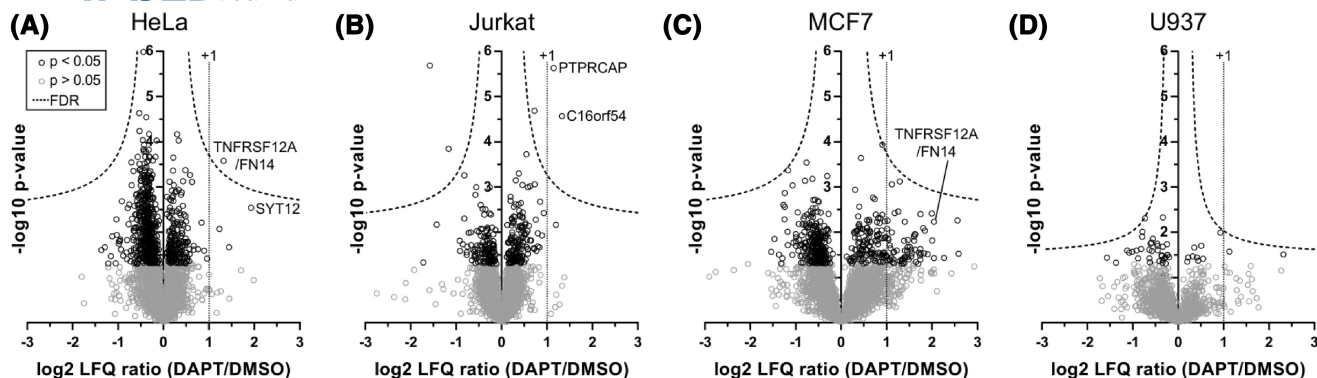 (A) HeLa
p < 0.05
p > 0.05
FDR
+1
TNFRSF12A
/FN14
SYT12
-log10 p-value
6
5
4
3
2
-3 -2 -1 0 1 2 3
log2 LFQ ratio (DAPT/DMSO)
(B) Jurkat
+1
PTPRCAP
C16orf54
-log10 p-value
6
5
4
3
2
-3 -2 -1 0 1 2 3
log2 LFQ ratio (DAPT/DMSO)
(C) MCF7
+1
TNFRSF12A
/FN14
-log10 p-value
6
5
4
3
2
-3 -2 -1 0 1 2 3
log2 LFQ ratio (DAPT/DMSO)
(D) U937
+1
-log10 p-value
6
5
4
3
2
-3 -2 -1 0 1 2 3
log2 LFQ ratio (DAPT/DMSO)